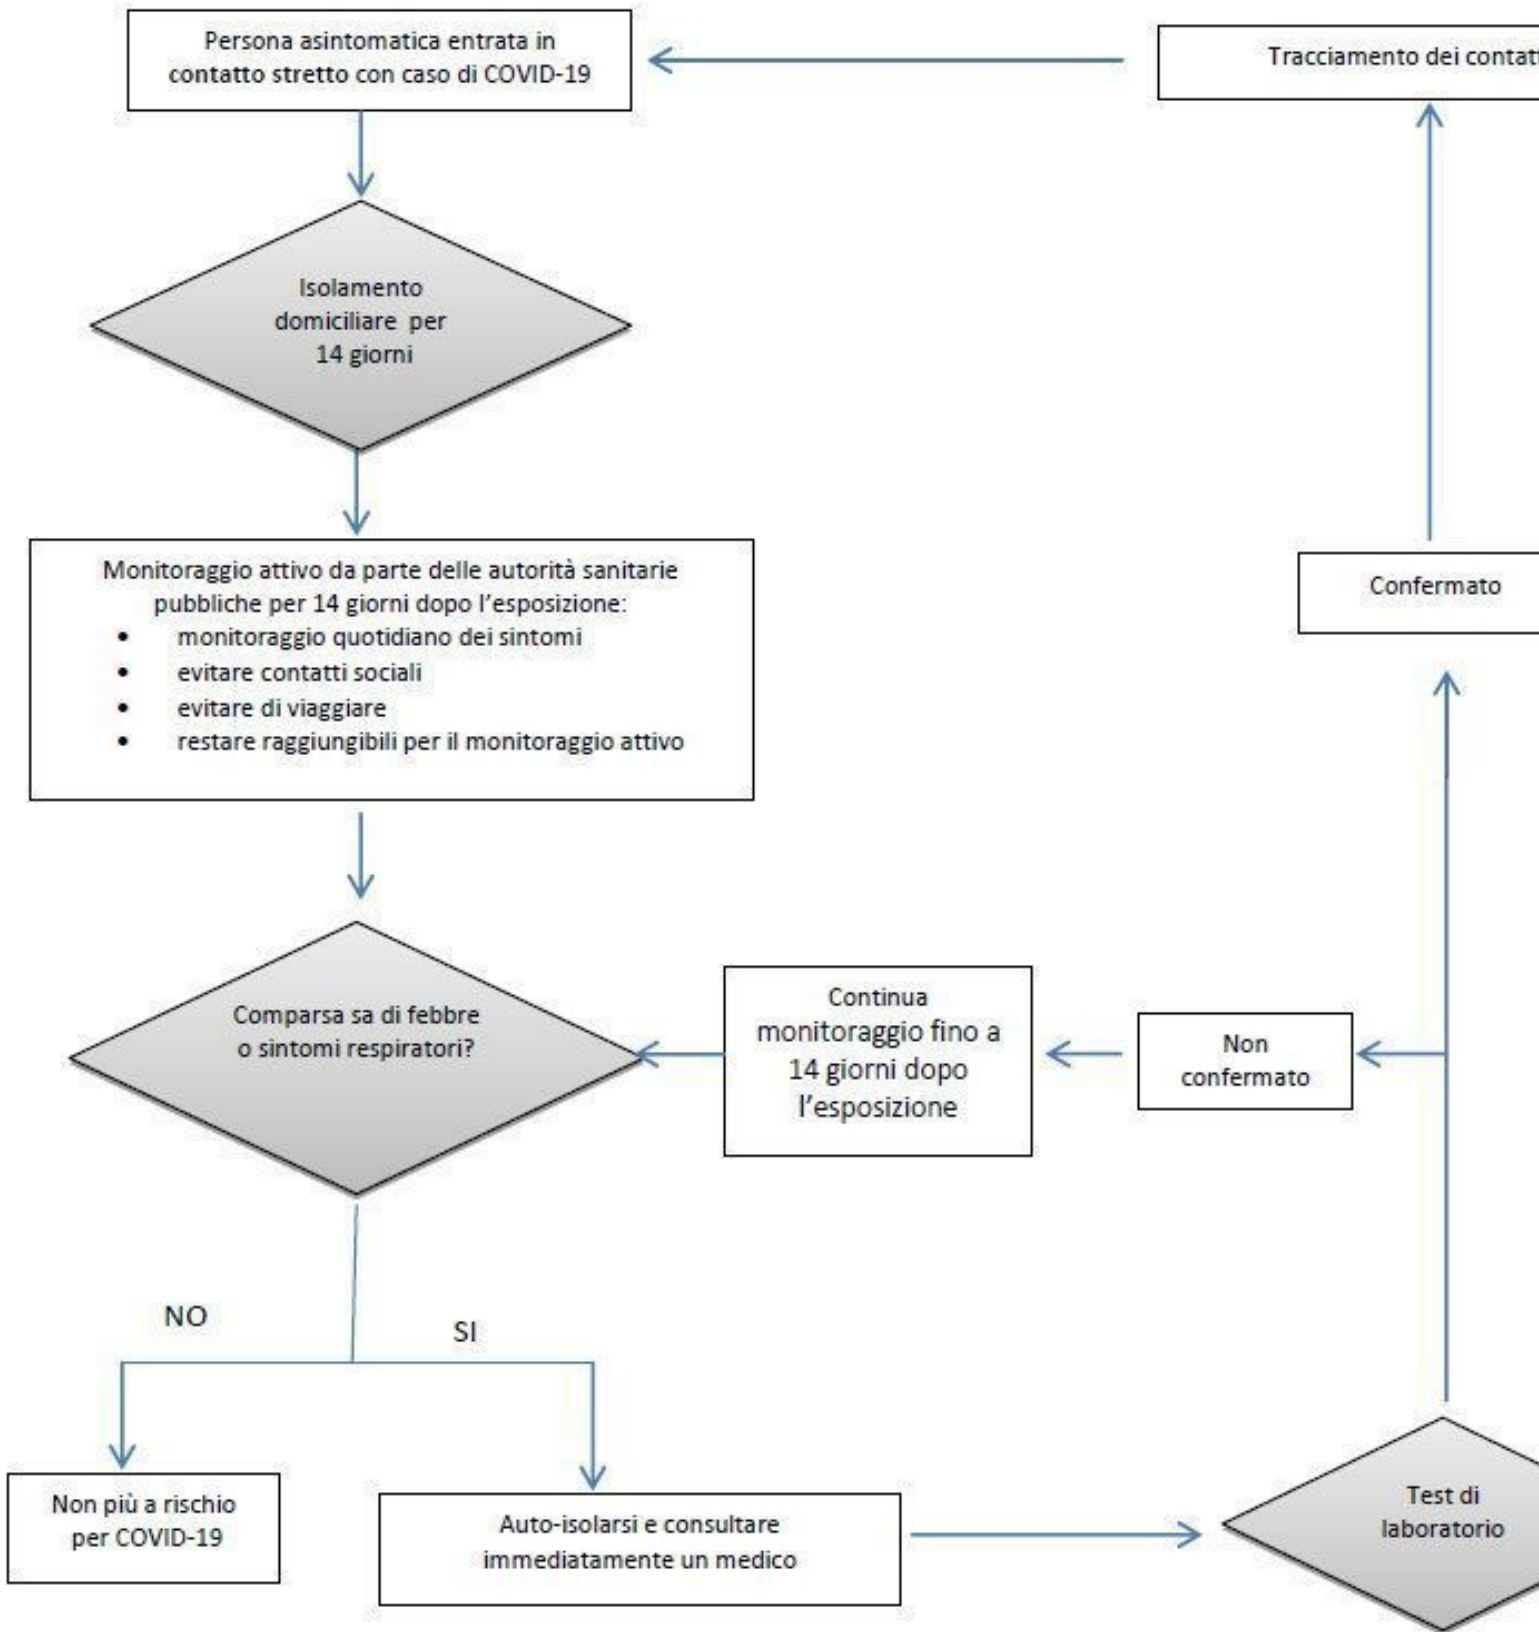 Persona asintomatica entrata in
contatto stretto con caso di COVID-19
Tracciamento dei contatt
Isolamento
domiciliare per
14 giorni
Monitoraggio attivo da parte delle autorità sanitarie
pubbliche per 14 giorni dopo l'esposizione:
• monitoraggio quotidiano dei sintomi
• evitare contatti sociali
• evitare di viaggiare
• restare raggiungibili per il monitoraggio attivo
Confermato
Comparsa sa di febbre
o sintomi respiratori?
Continua
monitoraggio fino a
14 giorni dopo
l'esposizione
Non
confermato
NO
SI
Non più a rischio
per COVID-19
Auto-isolarsi e consultare
immediatamente un medico
Test di
laboratorio